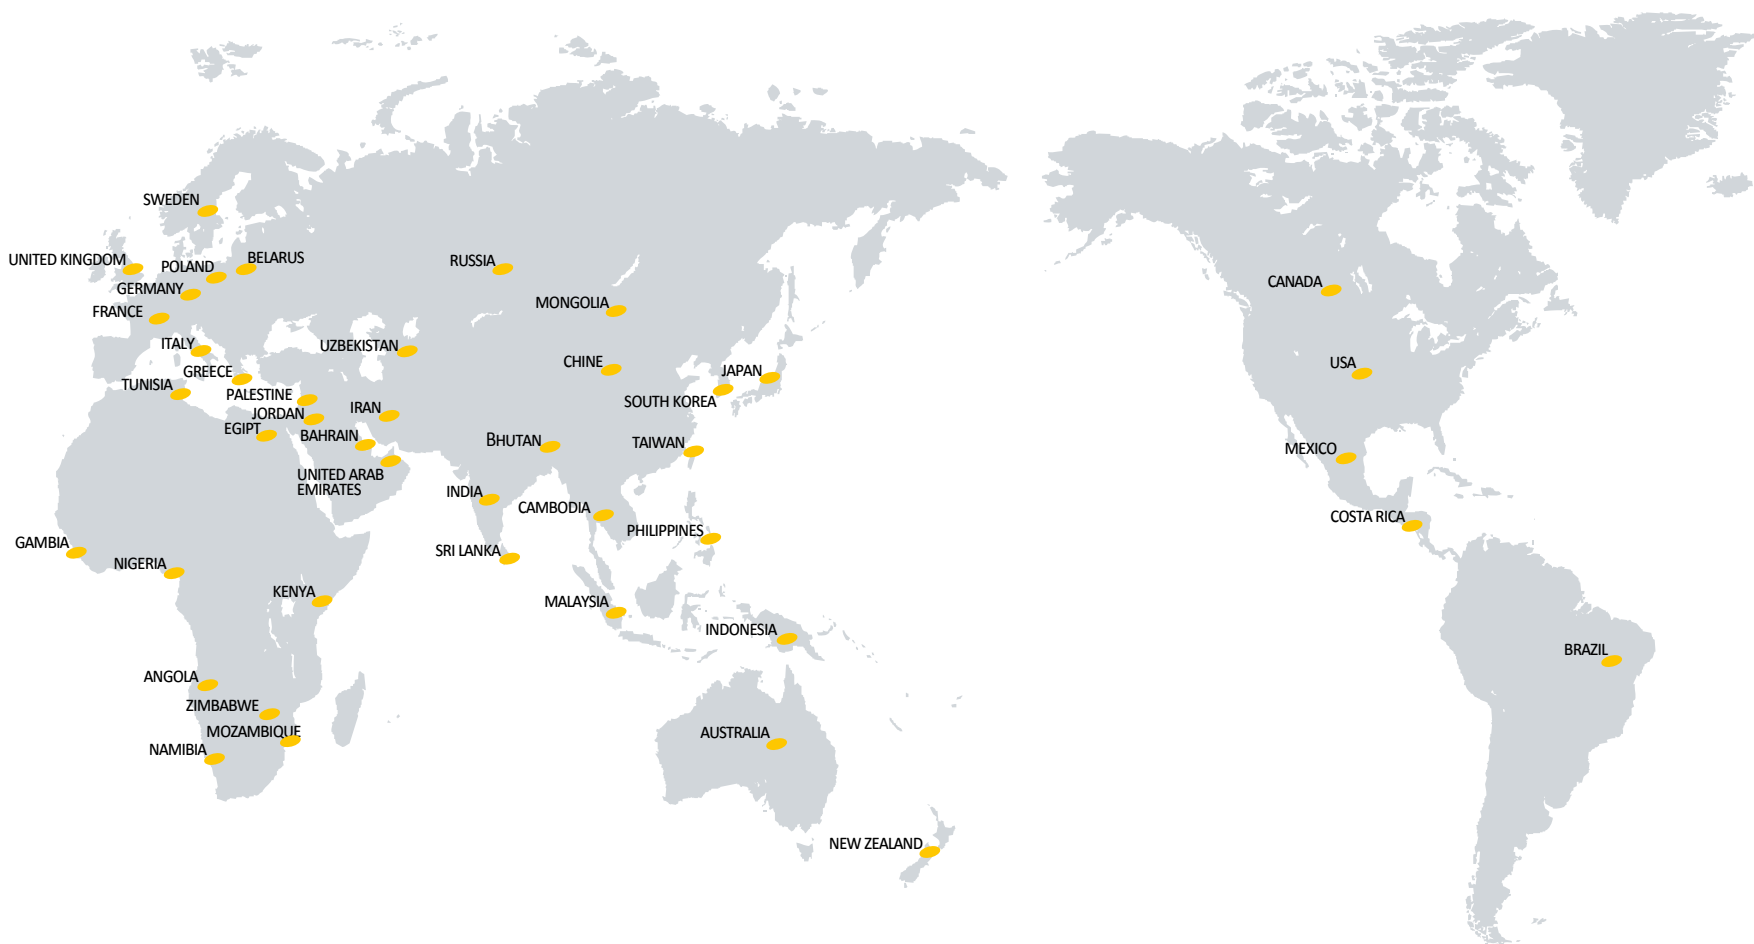 SWEDEN
UNITED KINGDOM
POLAND
BELARUS
GERMANY
FRANCE
ITALY
GREECE
TUNISIA
PALESTINE
JORDAN
EGIPT
BAHRAIN
IRAN
UNITED ARAB
EMIRATES
UZBEKISTAN
RUSSIA
MONGOLIA
CHINE
JAPAN
SOUTH KOREA
BHUTAN
TAIWAN
INDIA
CAMBODIA
PHILIPPINES
SRI LANKA
MALAYSIA
INDONESIA
GAMBIA
NIGERIA
KENYA
ANGOLA
ZIMBABWE
MOZAMBIQUE
NAMIBIA
AUSTRALIA
NEW ZEALAND
CANADA
USA
MEXICO
COSTA RICA
BRAZIL